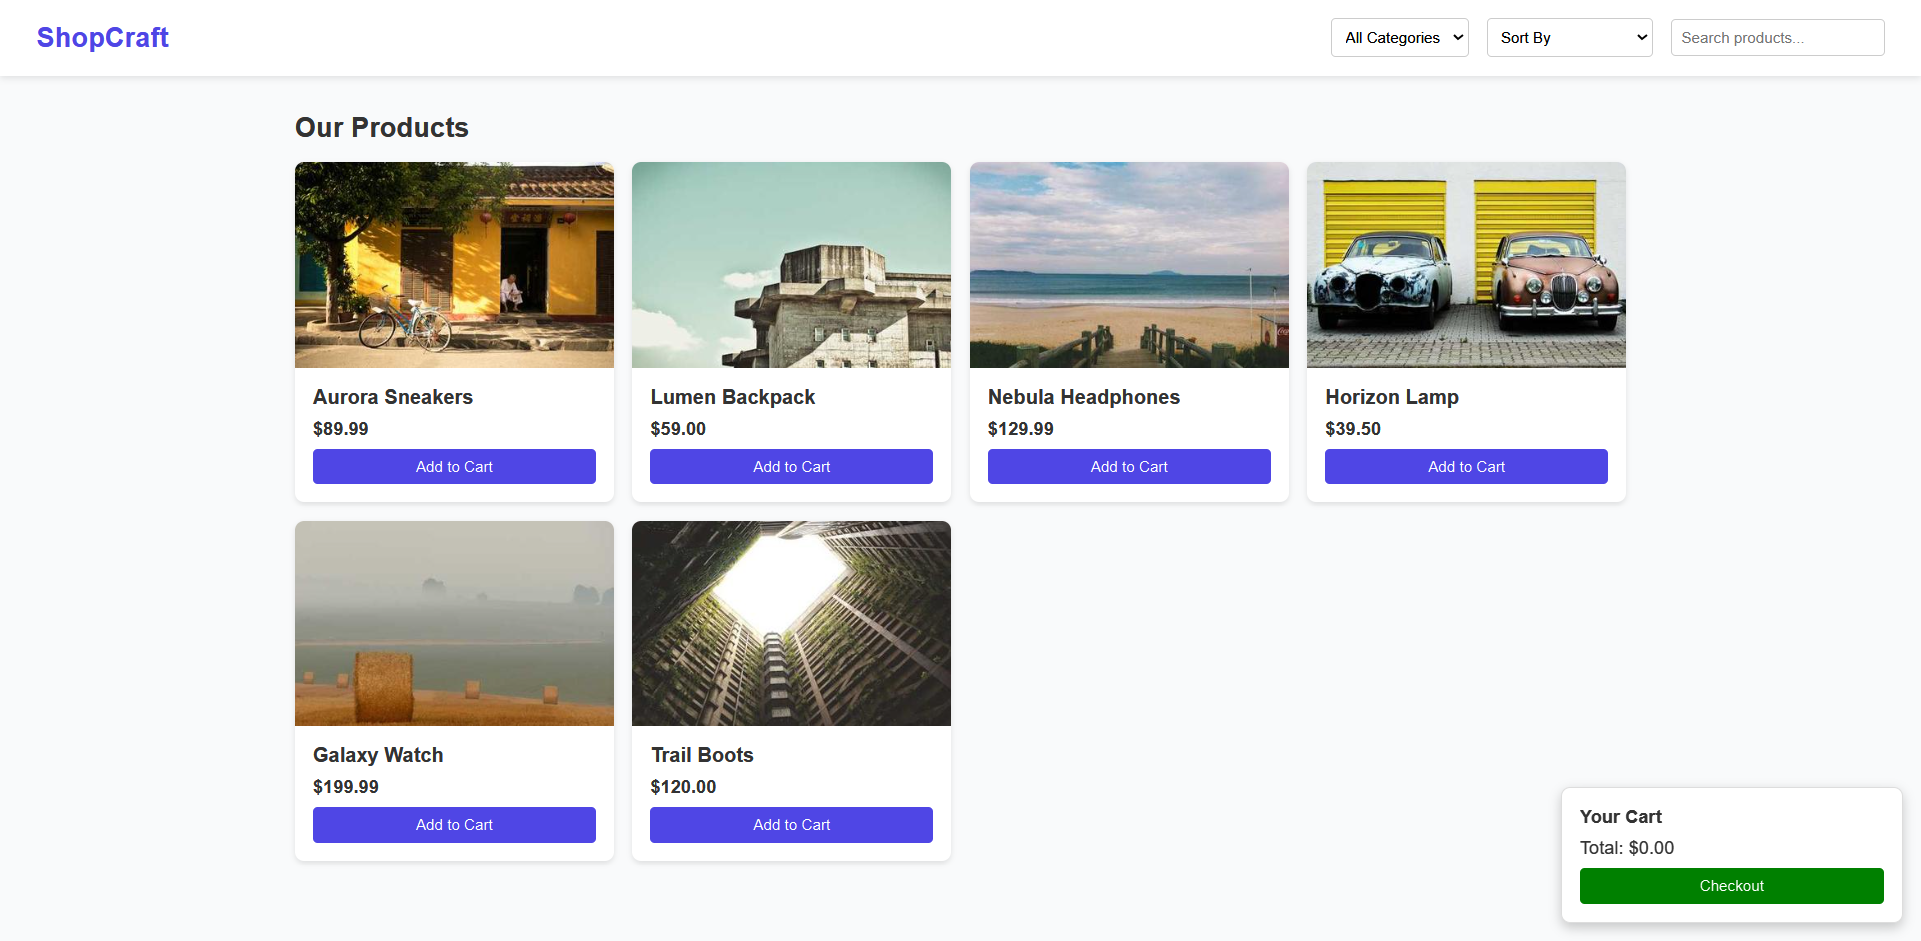 ShopCraft
All Categories
Sort By
Search products...
Our Products
Aurora Sneakers
$89.99
Add to Cart
Lumen Backpack
$59.00
Add to Cart
Nebula Headphones
$129.99
Add to Cart
Horizon Lamp
$39.50
Add to Cart
Galaxy Watch
$199.99
Add to Cart
Trail Boots
$120.00
Add to Cart
Your Cart
Total: $0.00
Checkout